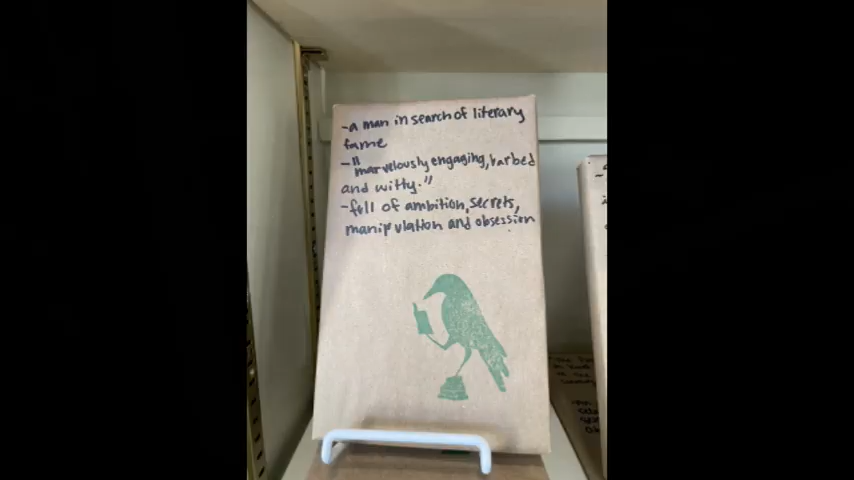 -a man in search of literary
fame
-"marvelously engaging, barbed
and witty."
-full of ambition, secrets,
manipulation and obsession